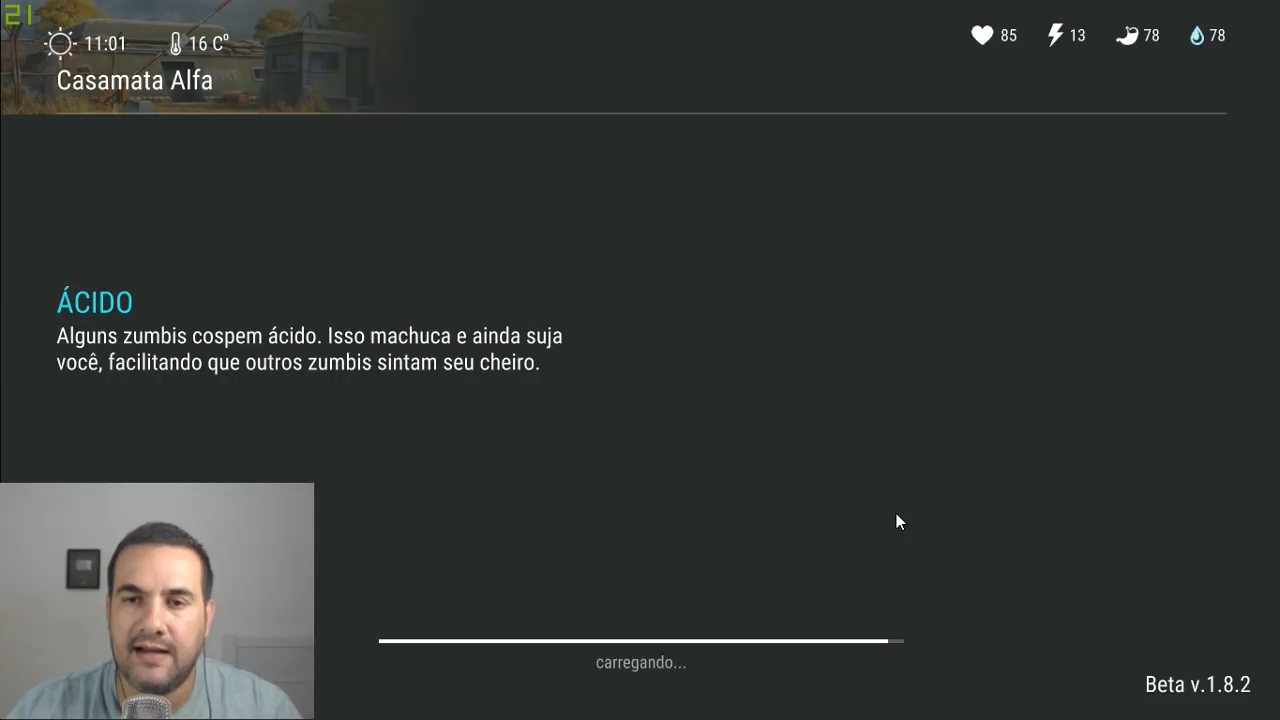 21
11:01 16 Cº
85 13 78 78
Casamata Alfa
ÁCIDO
Alguns zumbis cospem ácido. Isso machuca e ainda suja
você, facilitando que outros zumbis sintam seu cheiro.
carregando...
Beta v.1.8.2